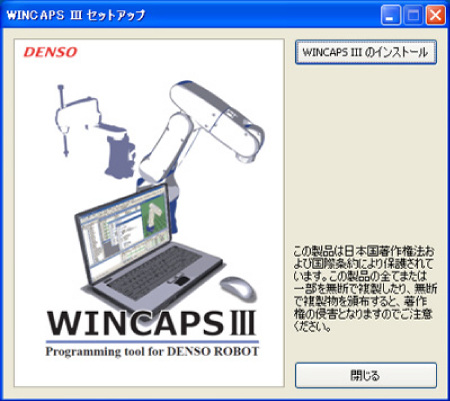 WINCAPS III セットアップ
DENSO
WINCAPS III のインストール
WINCAPS III
Programming tool for DENSO ROBOT
この製品は日本国著作権法お
よび国際条約により保護されて
います。この製品の全てまたは
一部を無断で複製したり、無断
で複製物を頒布すると、著作
権の侵害となりますのでご注意
ください。
閉じる